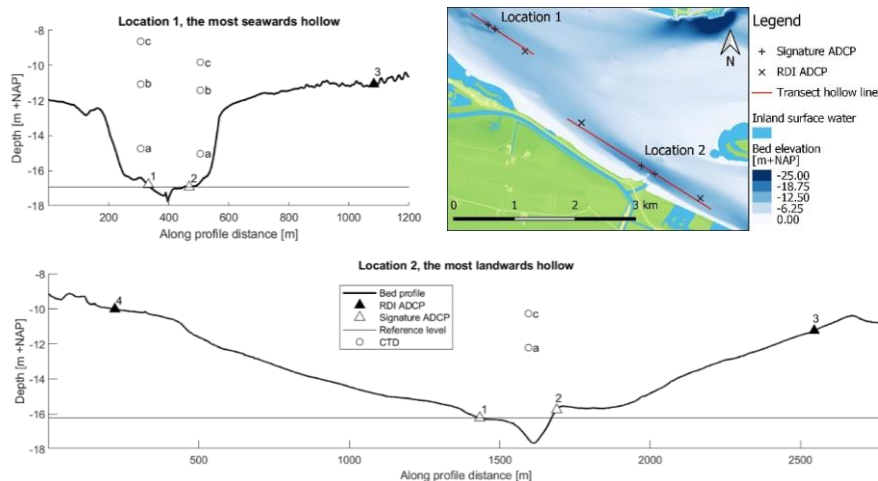 Location 1, the most seawards hollow
-8
-10
-12
-14
-16
-18
Depth [m +NAP]
c
b
a
c
b
a
1
2
3
200
400
600
800
1000
1200
Along profile distance [m]
Location 1
Location 2
N
0
1
2
3 km
Legend
+ Signature ADCP
× RDI ADCP
Transect hollow line
Inland surface water
Bed elevation
[m+NAP]
-25.00
-18.75
-12.50
-6.25
0.00
Location 2, the most landwards hollow
-8
-10
-12
-14
-16
-18
Depth [m +NAP]
4
Bed profile
RDI ADCP
Signature ADCP
Reference level
CTD
c
a
1
2
3
500
1000
1500
2000
2500
Along profile distance [m]